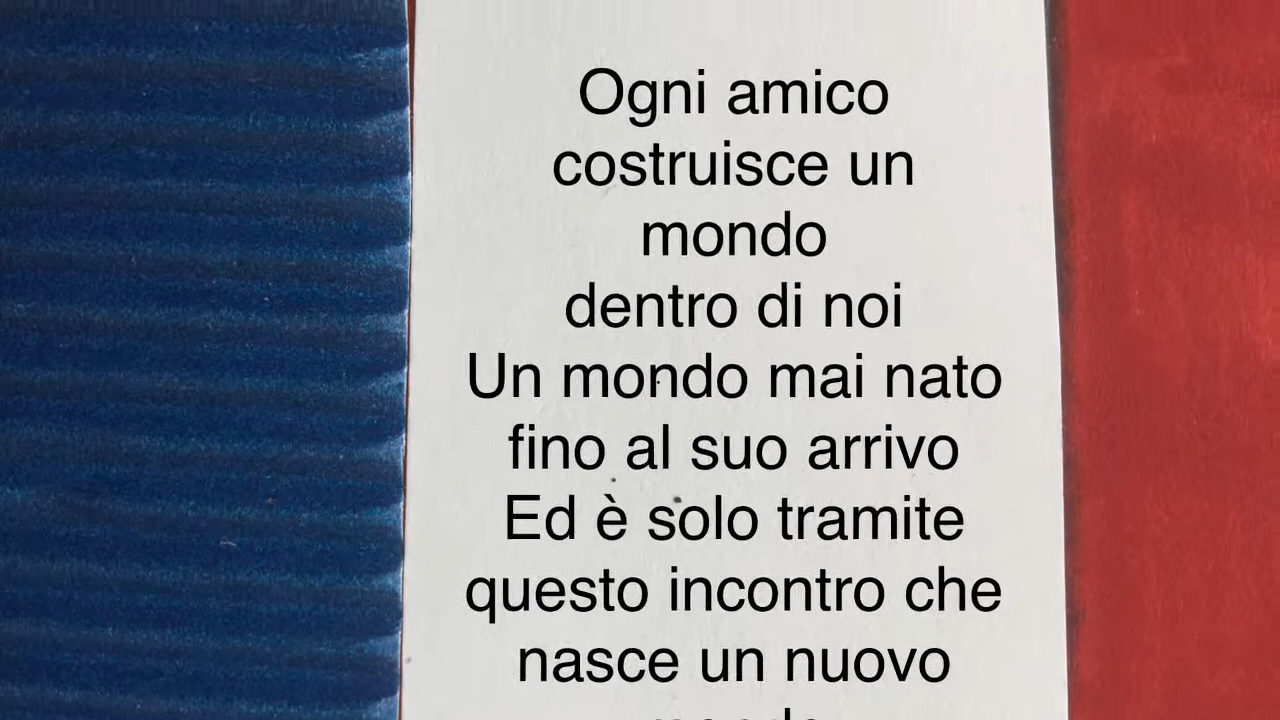 Ogni amico
costruisce un
mondo
dentro di noi
Un mondo mai nato
fino al suo arrivo
Ed è solo tramite
questo incontro che
nasce un nuovo